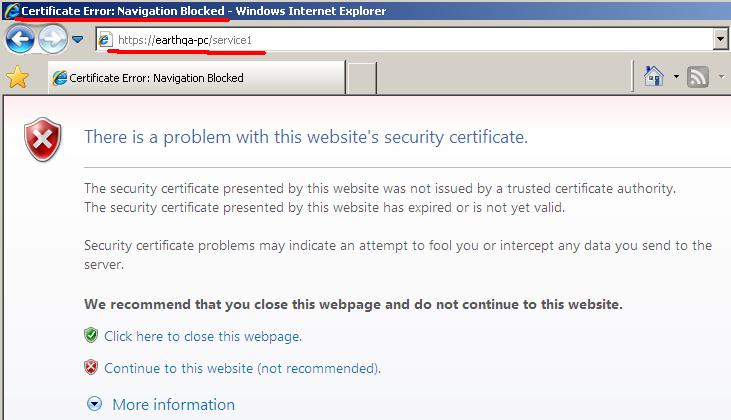 Certificate Error: Navigation Blocked - Windows Internet Explorer
https://earthqa-pc/service1
Certificate Error: Navigation Blocked
There is a problem with this website's security certificate.
The security certificate presented by this website was not issued by a trusted certificate authority.
The security certificate presented by this website has expired or is not yet valid.
Security certificate problems may indicate an attempt to fool you or intercept any data you send to the
server.
We recommend that you close this webpage and do not continue to this website.
Click here to close this webpage.
Continue to this website (not recommended).
More information